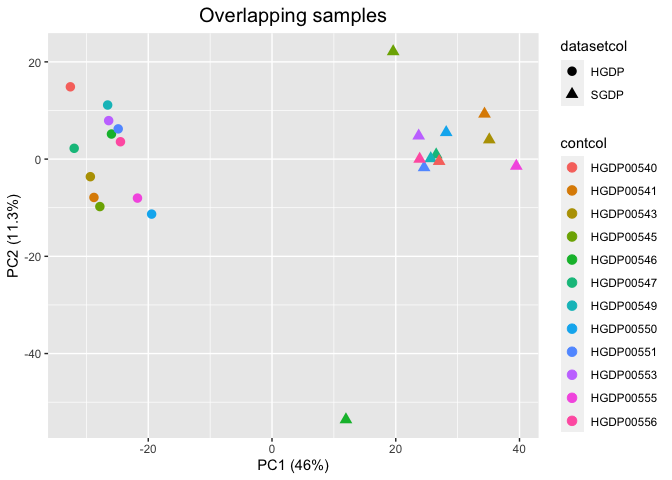 Overlapping samples
20
0
-20
-40
-20
0
20
40
PC1 (46%)
PC2 (11.3%)
datasetcol
HGDP
SGDP
contcol
HGDP00540
HGDP00541
HGDP00543
HGDP00545
HGDP00546
HGDP00547
HGDP00549
HGDP00550
HGDP00551
HGDP00553
HGDP00555
HGDP00556